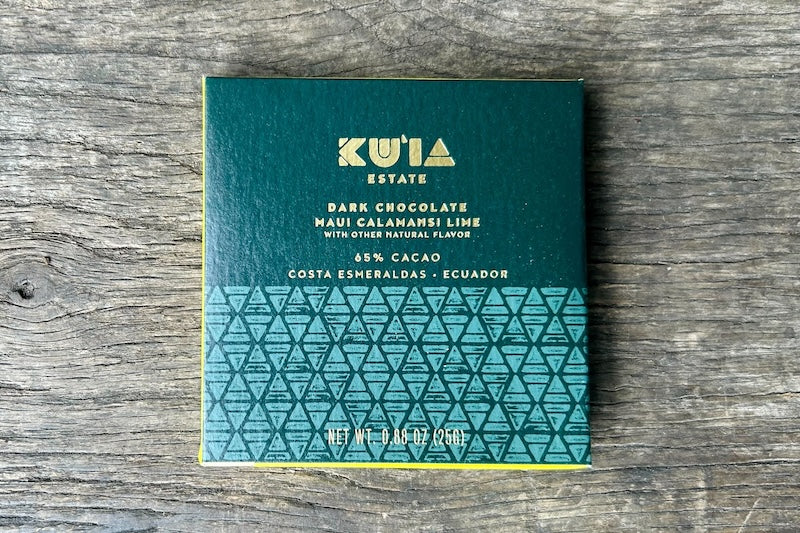 KU'IA
ESTATE
DARK CHOCOLATE
MAUI CALAMANSI LIME
WITH OTHER NATURAL FLAVOR
65% CACAO
COSTA ESMERALDAS • ECUADOR
NET WT. 0.88 OZ (25G)